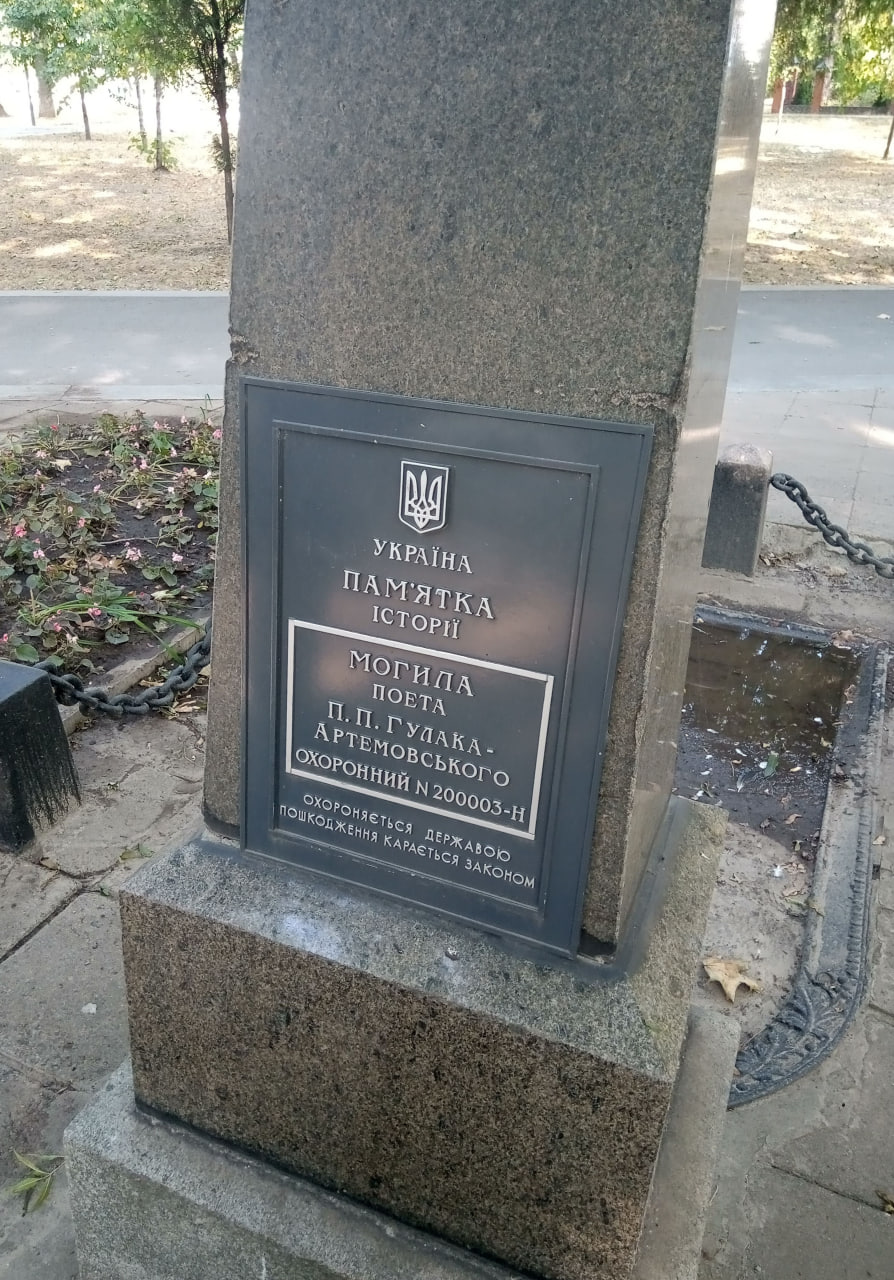 УКРАЇНА
ПАМ'ЯТКА
ІСТОРІЇ
МОГИЛА
ПОЕТА
П.П. ГУЛАКА-
АРТЕМОВСЬКОГО
ОХОРОННИЙ N 200003-Н
ОХОРОНЯЄТЬСЯ ДЕРЖАВОЮ
ПОШКОДЖЕННЯ КАРАЄТЬСЯ ЗАКОНОМ